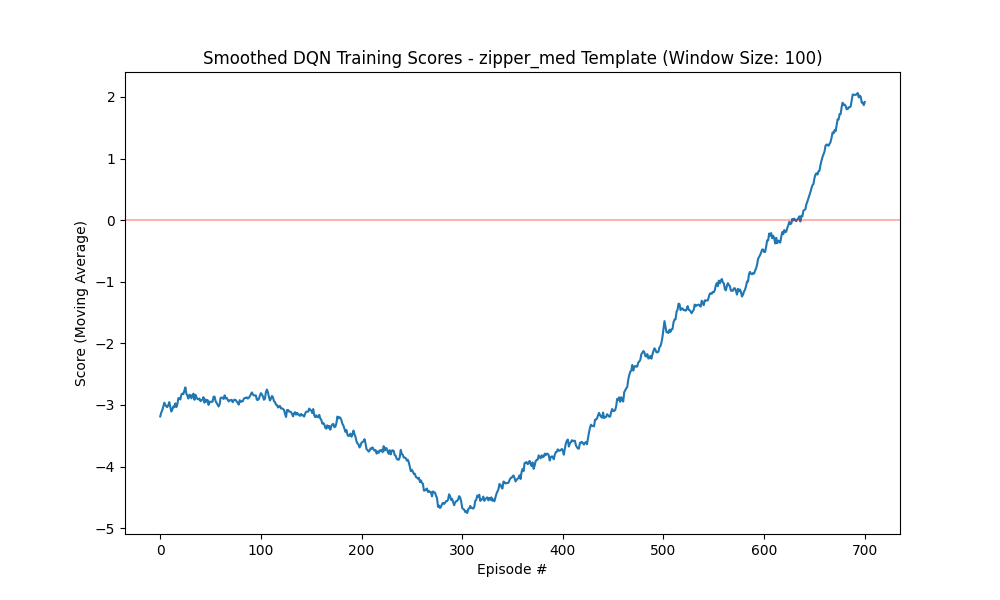 Smoothed DQN Training Scores - zipper_med Template (Window Size: 100)
Score (Moving Average)
2
1
0
−1
−2
−3
−4
−5
0 100 200 300 400 500 600 700
Episode #